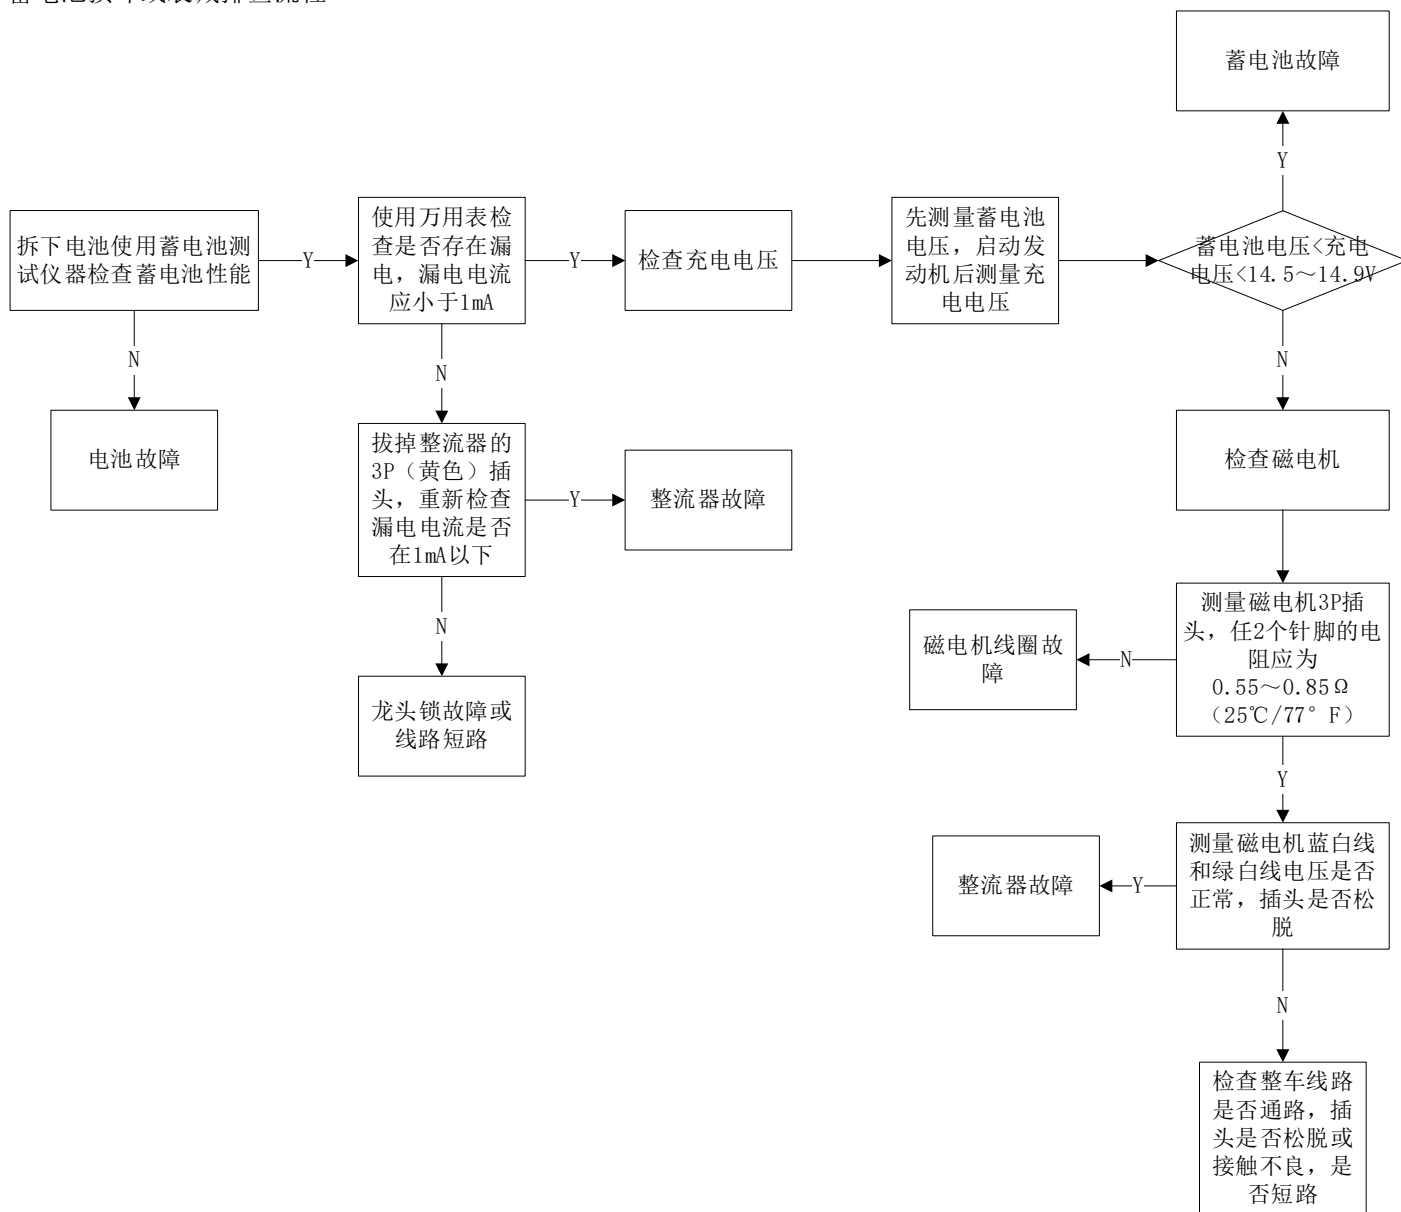 蓄电池故障
Y
拆下电池使用蓄电池测
试仪器检查蓄电池性能
Y
使用万用表检
查是否存在漏
电，漏电电流
应小于1mA
Y
检查充电电压
先测量蓄电池
电压，启动发
动机后测量充
电电压
蓄电池电压<充电
电压<14.5～14.9V
N
电池故障
N
拔掉整流器的
3P（黄色）插
头，重新检查
漏电电流是否
在1mA以下
Y
整流器故障
N
龙头锁故障或
线路短路
N
检查磁电机
测量磁电机3P插
头，任2个针脚的电
阻应为
0.55～0.85Ω
（25℃/77°F）
N
磁电机线圈故
障
Y
测量磁电机蓝白线
和绿白线电压是否
正常，插头是否松
脱
Y
整流器故障
N
检查整车线路
是否通路，插
头是否松脱或
接触不良，是
否短路